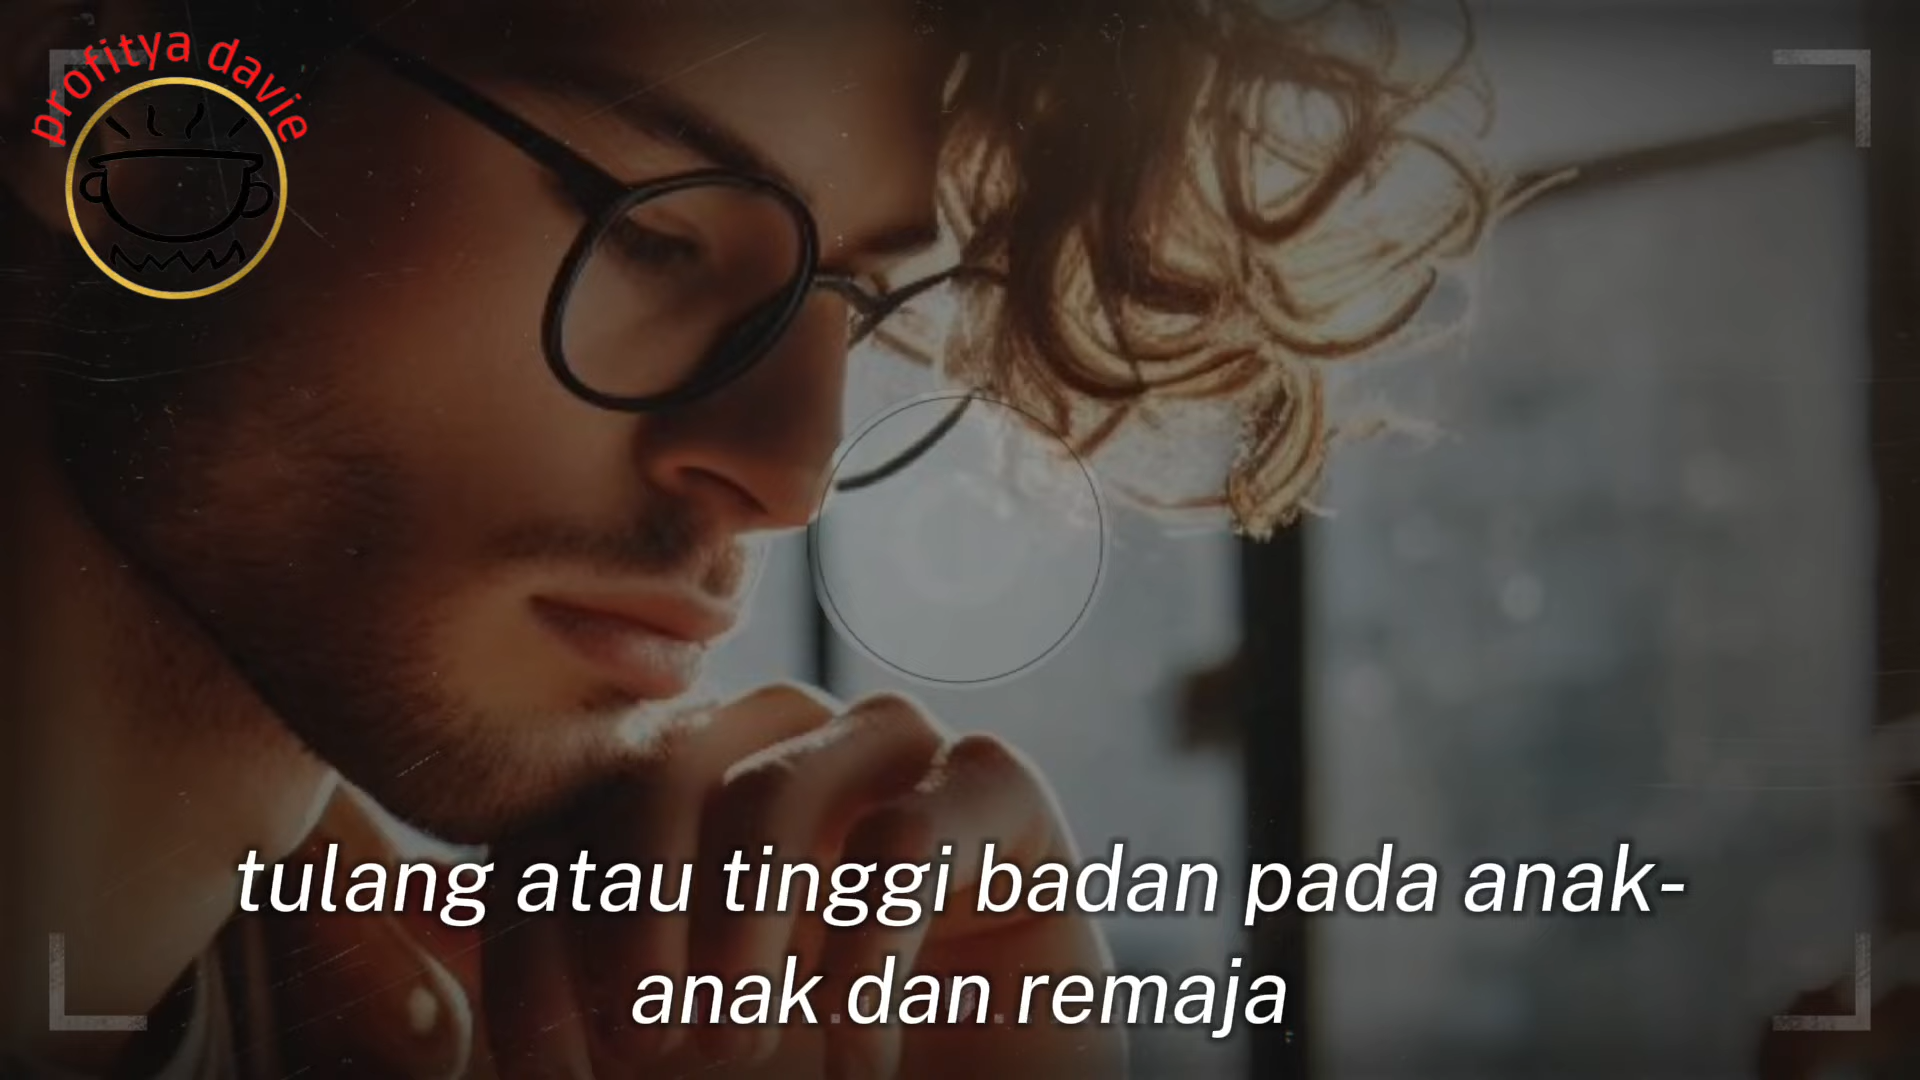 profitya davie
tulang atau tinggi badan pada anak-
anak dan remaja